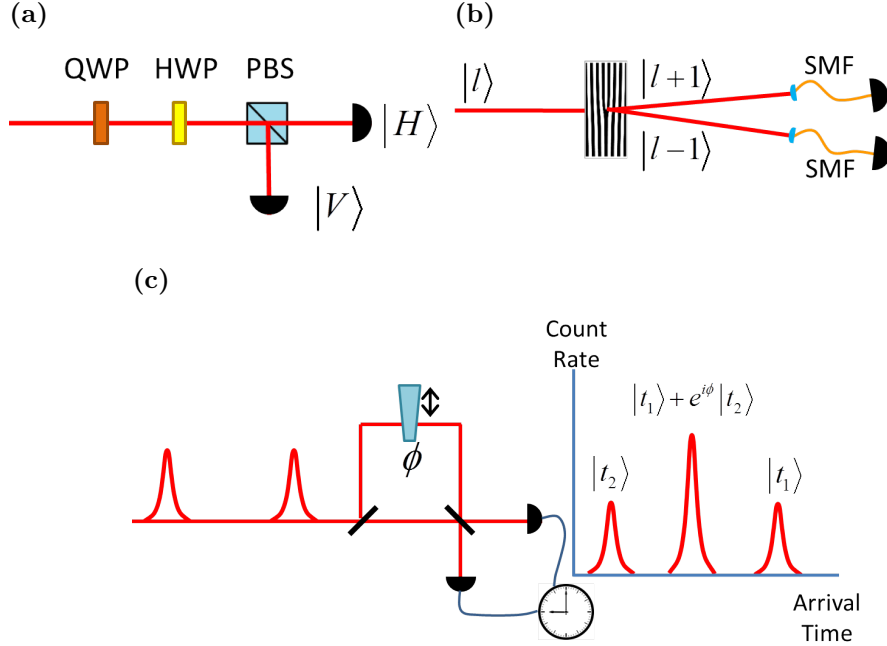 (a)
QWP HWP PBS
|H⟩
|V⟩
(b)
|l⟩
|l+1⟩
|l−1⟩
SMF
SMF
(c)
ϕ
Count
Rate
|t₁⟩ + e^{iϕ}|t₂⟩
|t₂⟩
|t₁⟩
Arrival
Time